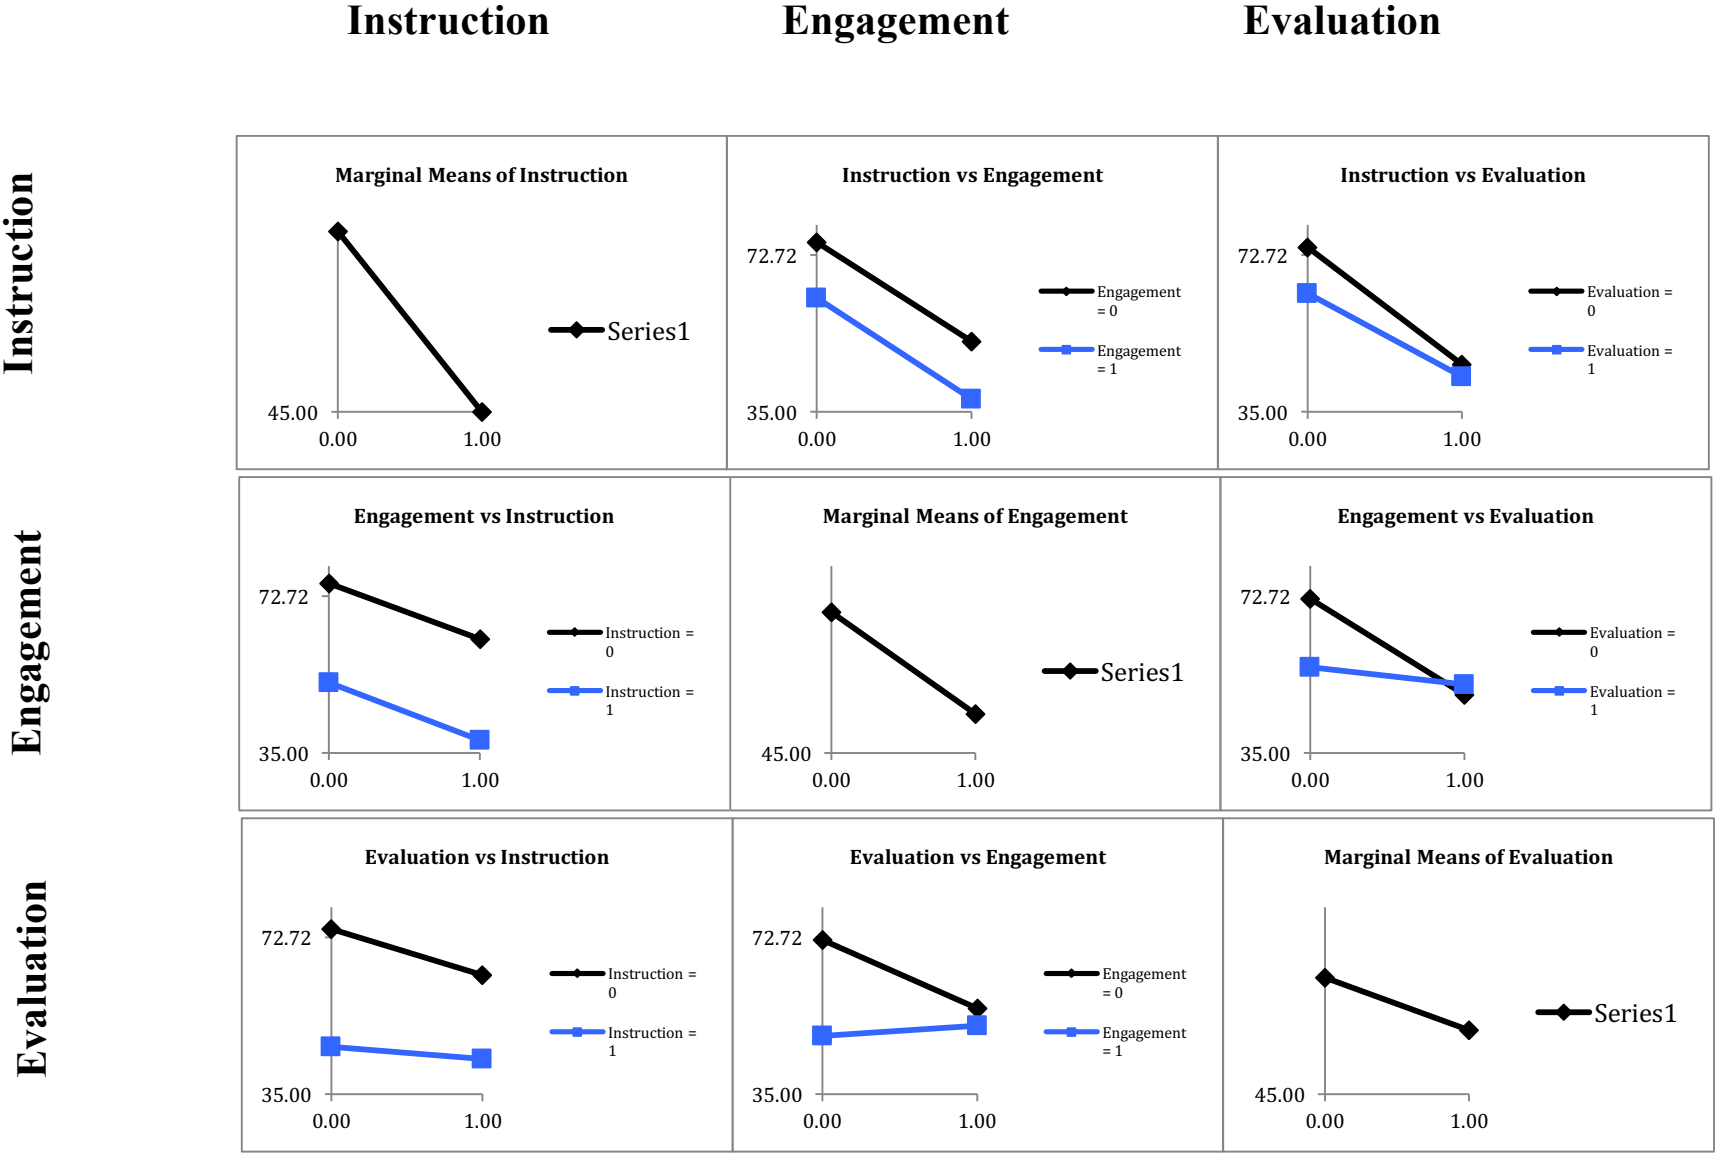 Instruction Engagement Evaluation
Instruction
Marginal Means of Instruction
45.00
0.00 1.00
Series1
Instruction vs Engagement
72.72
35.00
0.00 1.00
Engagement
= 0
Engagement
= 1
Instruction vs Evaluation
72.72
35.00
0.00 1.00
Evaluation =
0
Evaluation =
1
Engagement
Engagement vs Instruction
72.72
35.00
0.00 1.00
Instruction =
0
Instruction =
1
Marginal Means of Engagement
45.00
0.00 1.00
Series1
Engagement vs Evaluation
72.72
35.00
0.00 1.00
Evaluation =
0
Evaluation =
1
Evaluation
Evaluation vs Instruction
72.72
35.00
0.00 1.00
Instruction =
0
Instruction =
1
Evaluation vs Engagement
72.72
35.00
0.00 1.00
Engagement
= 0
Engagement
= 1
Marginal Means of Evaluation
45.00
0.00 1.00
Series1